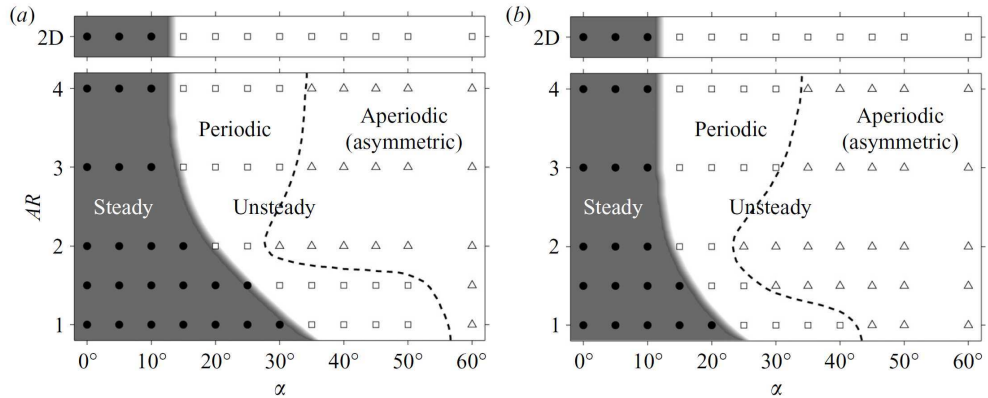 (a)
2D
4
3
AR
2
1
Periodic
Aperiodic
(asymmetric)
Steady
Unsteady
0° 10° 20° 30° 40° 50° 60°
α
(b)
2D
4
3
2
1
Periodic
Aperiodic
(asymmetric)
Steady
Unsteady
0° 10° 20° 30° 40° 50° 60°
α